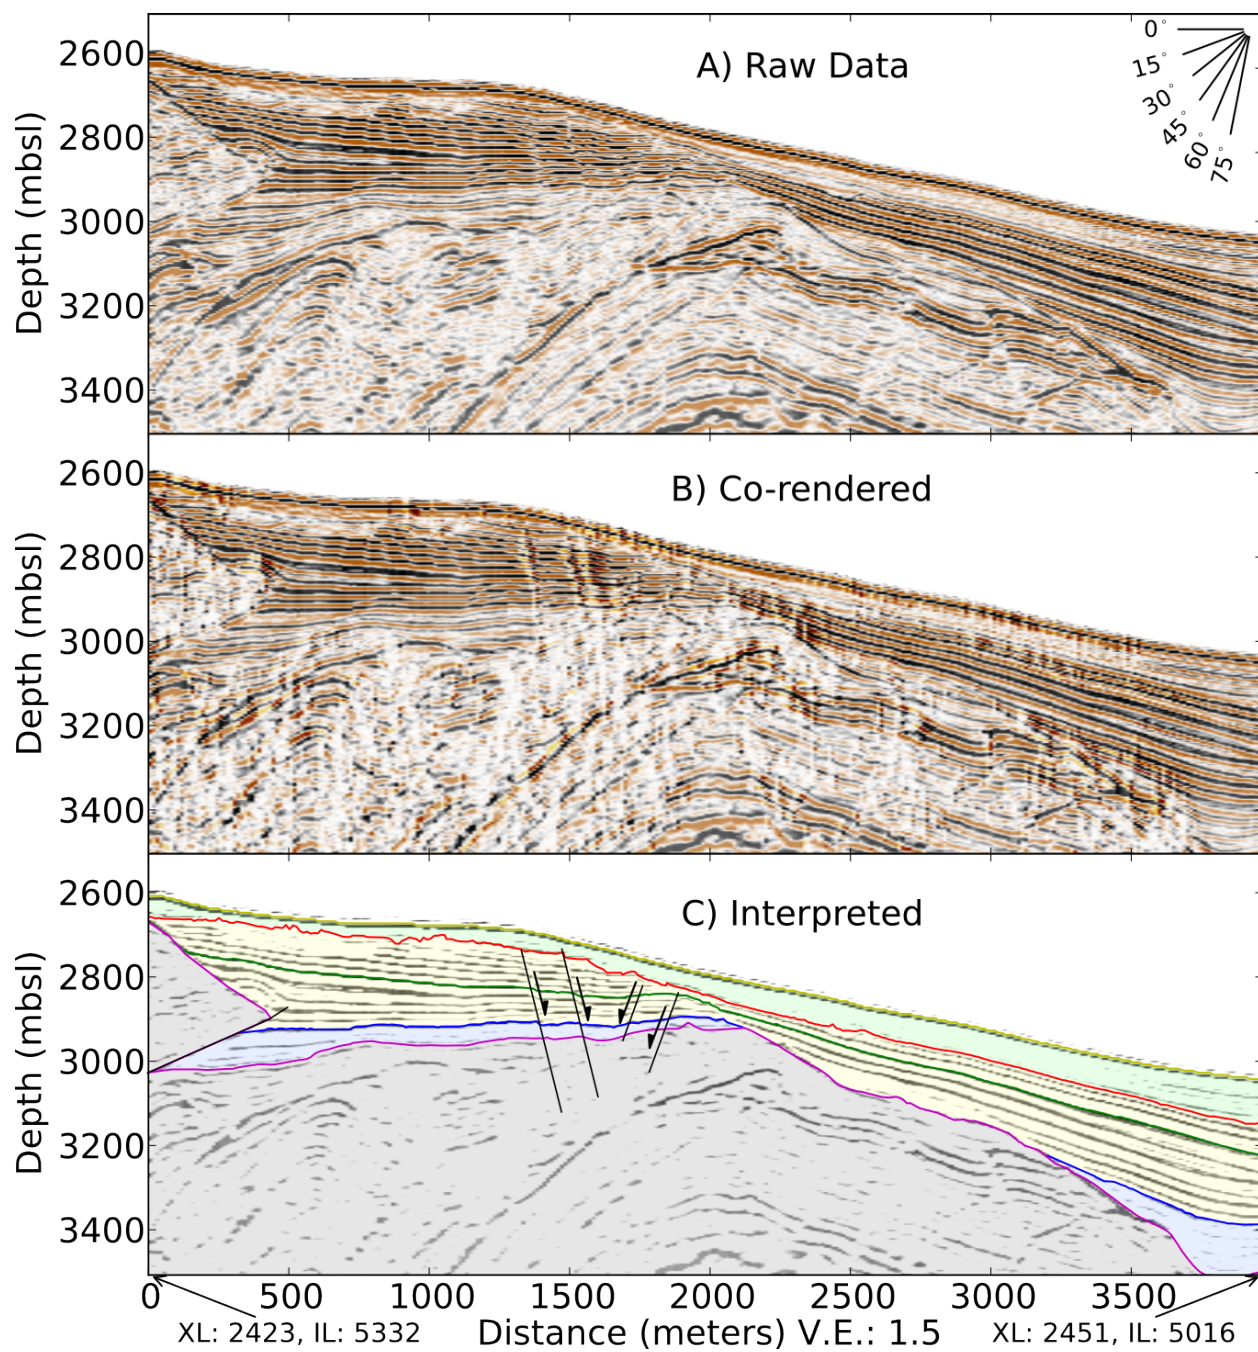 A) Raw Data
0°
15°
30°
45°
60°
75°
Depth (mbsl)
2600
2800
3000
3200
3400
B) Co-rendered
Depth (mbsl)
2600
2800
3000
3200
3400
C) Interpreted
Depth (mbsl)
2600
2800
3000
3200
3400
0 500 1000 1500 2000 2500 3000 3500
XL: 2423, IL: 5332 Distance (meters) V.E.: 1.5 XL: 2451, IL: 5016